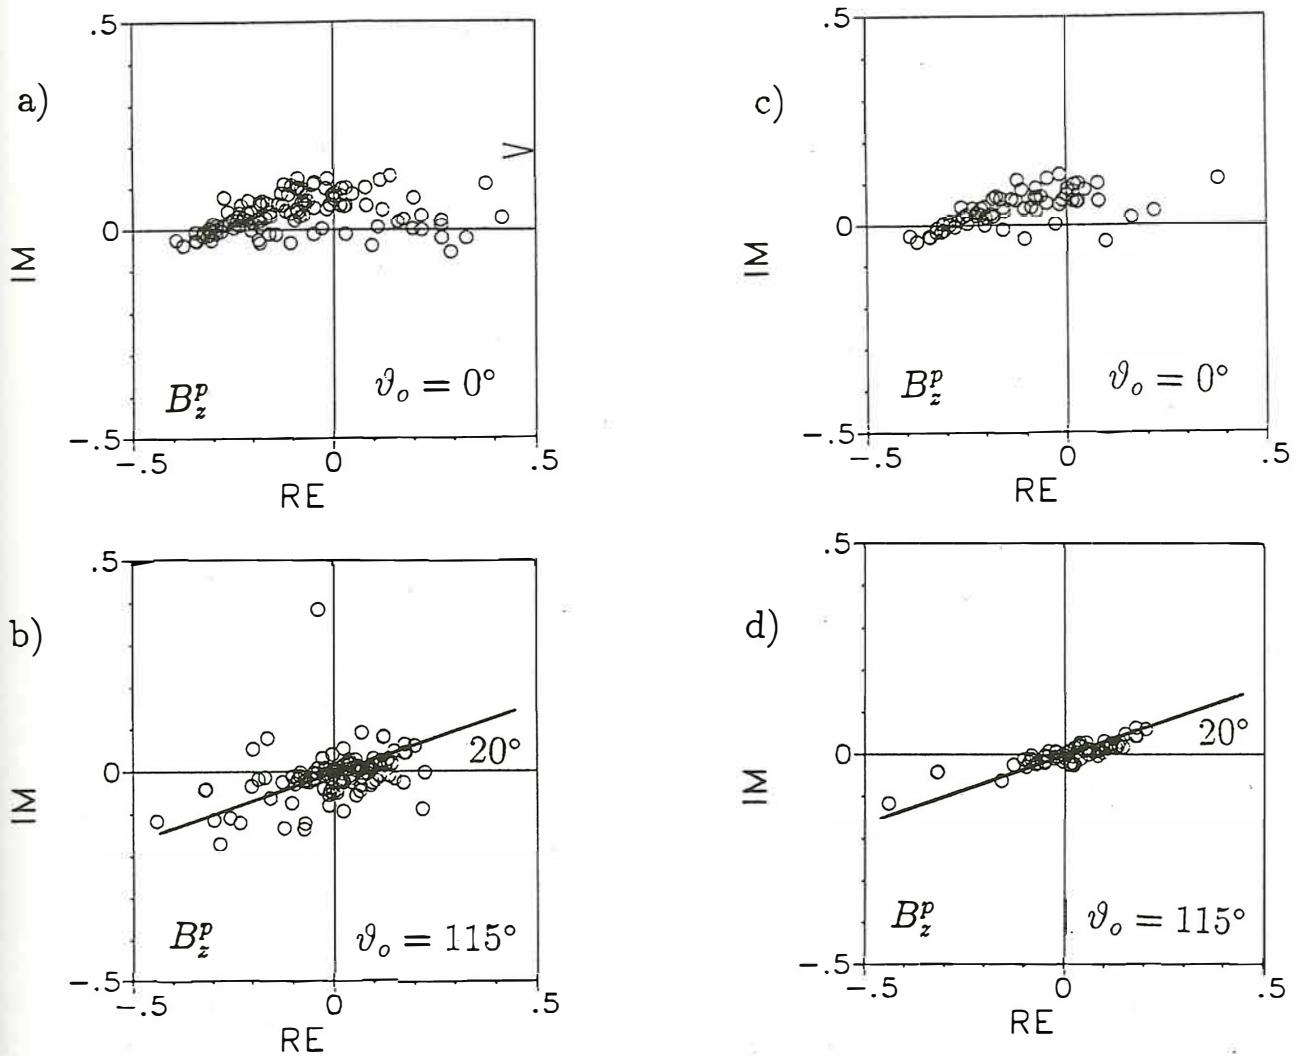 a)
.5
0
-.5
IM
-.5 0 .5
RE
B_z^p
ϑ_o = 0°
c)
.5
0
-.5
IM
-.5 0 .5
RE
B_z^p
ϑ_o = 0°
b)
.5
0
-.5
IM
20°
-.5 0 .5
RE
B_z^p
ϑ_o = 115°
d)
.5
0
-.5
IM
20°
-.5 0 .5
RE
B_z^p
ϑ_o = 115°